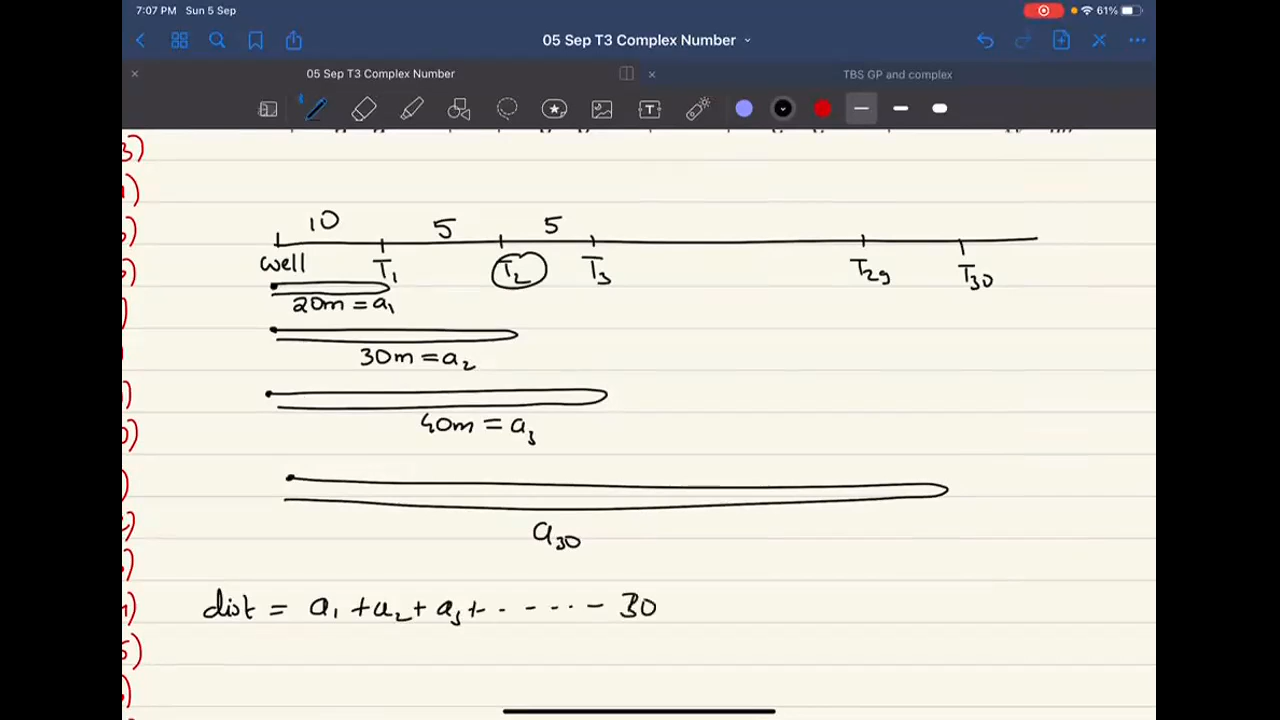 7:07 PM Sun 5 Sep
61%
05 Sep T3 Complex Number
05 Sep T3 Complex Number
TBS GP and complex
3)
10 5 5
well T1 T2 T3 T29 T30
20m = a1
30m = a2
40m = a3
a30
dist = a1 + a2 + a3 + ........ 30